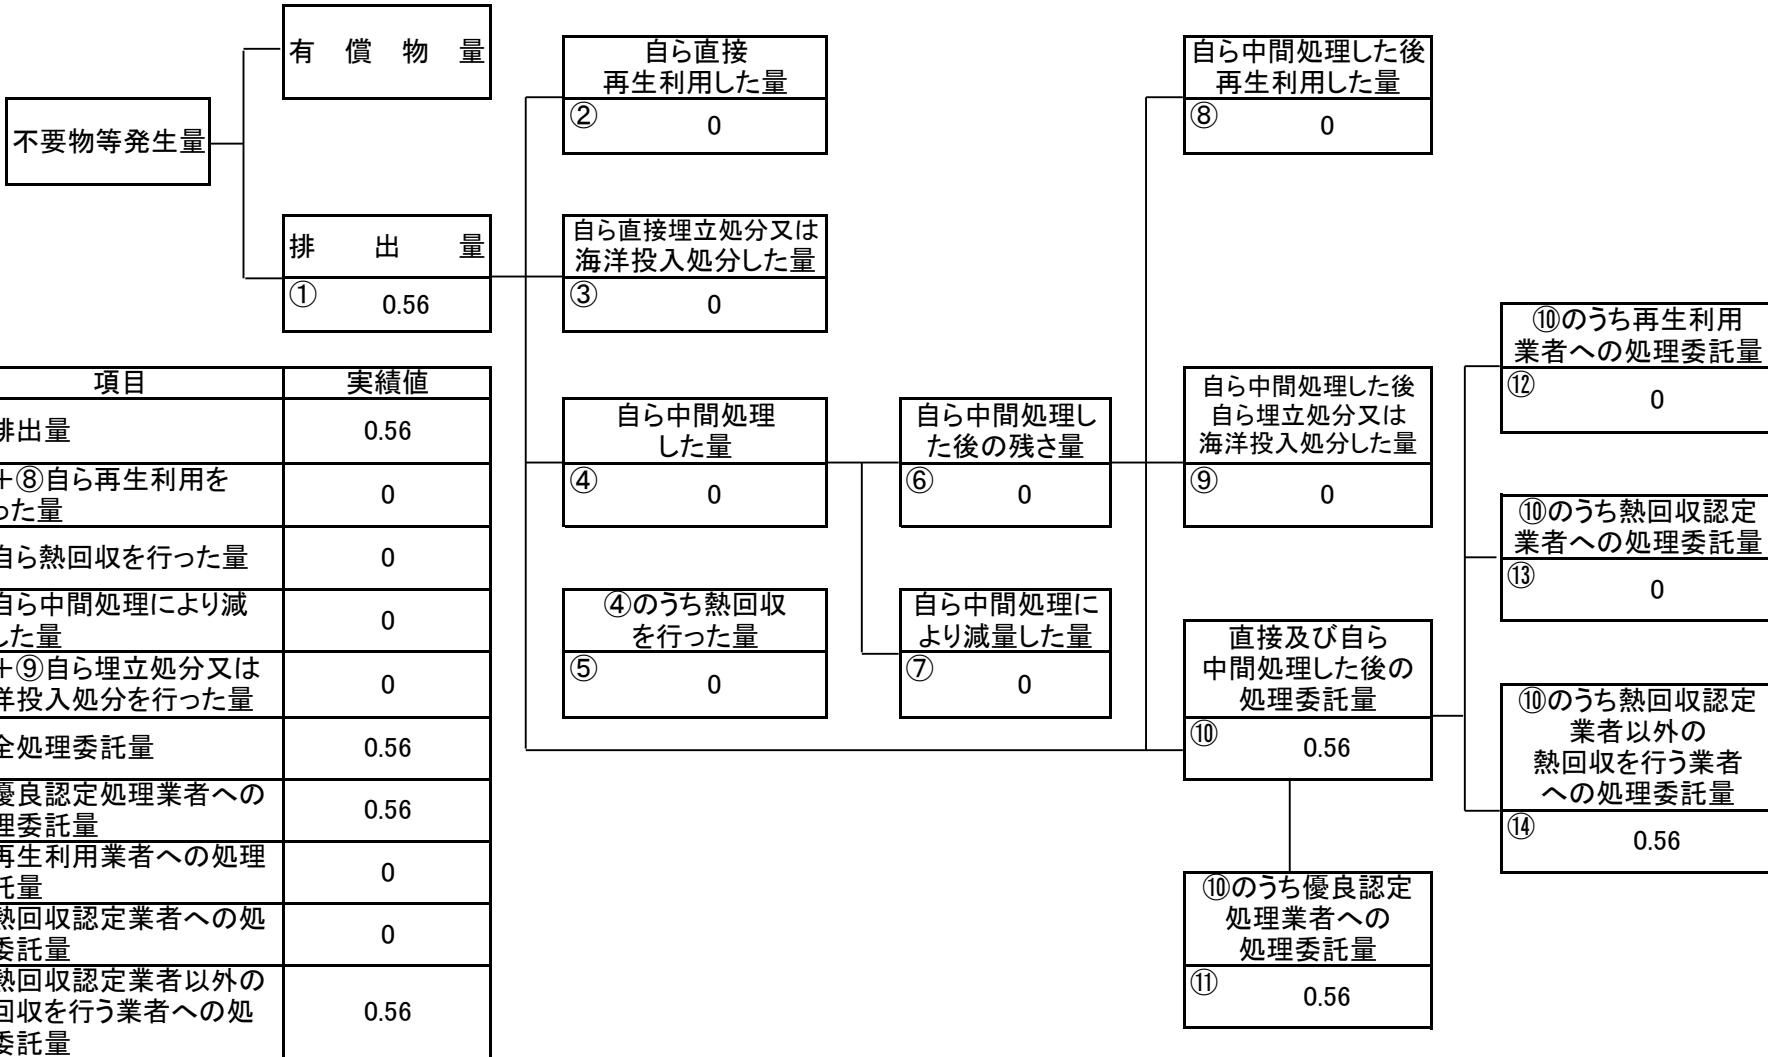 有償物量
不要物等発生量
排出量
① 0.56
自ら直接
再生利用した量
② 0
自ら直接埋立処分又は
海洋投入処分した量
③ 0
自ら中間処理
した量
④ 0
④のうち熱回収
を行った量
⑤ 0
自ら中間処理し
た後の残さ量
⑥ 0
自ら中間処理に
より減量した量
⑦ 0
自ら中間処理した後
再生利用した量
⑧ 0
自ら中間処理した後
自ら埋立処分又は
海洋投入処分した量
⑨ 0
直接及び自ら
中間処理した後の
処理委託量
⑩ 0.56
⑩のうち優良認定
処理業者への
処理委託量
⑪ 0.56
⑩のうち再生利用
業者への処理委託量
⑫ 0
⑩のうち熱回収認定
業者への処理委託量
⑬ 0
⑩のうち熱回収認定
業者以外の
熱回収を行う業者
への処理委託量
⑭ 0.56
項目 実績値
排出量 0.56
+⑧自ら再生利用を
った量 0
自ら熱回収を行った量 0
自ら中間処理により減
した量 0
+⑨自ら埋立処分又は
洋投入処分を行った量 0
全処理委託量 0.56
優良認定処理業者への
理委託量 0.56
再生利用業者への処理
託量 0
熱回収認定業者への処
委託量 0
熱回収認定業者以外の
回収を行う業者への処
委託量 0.56